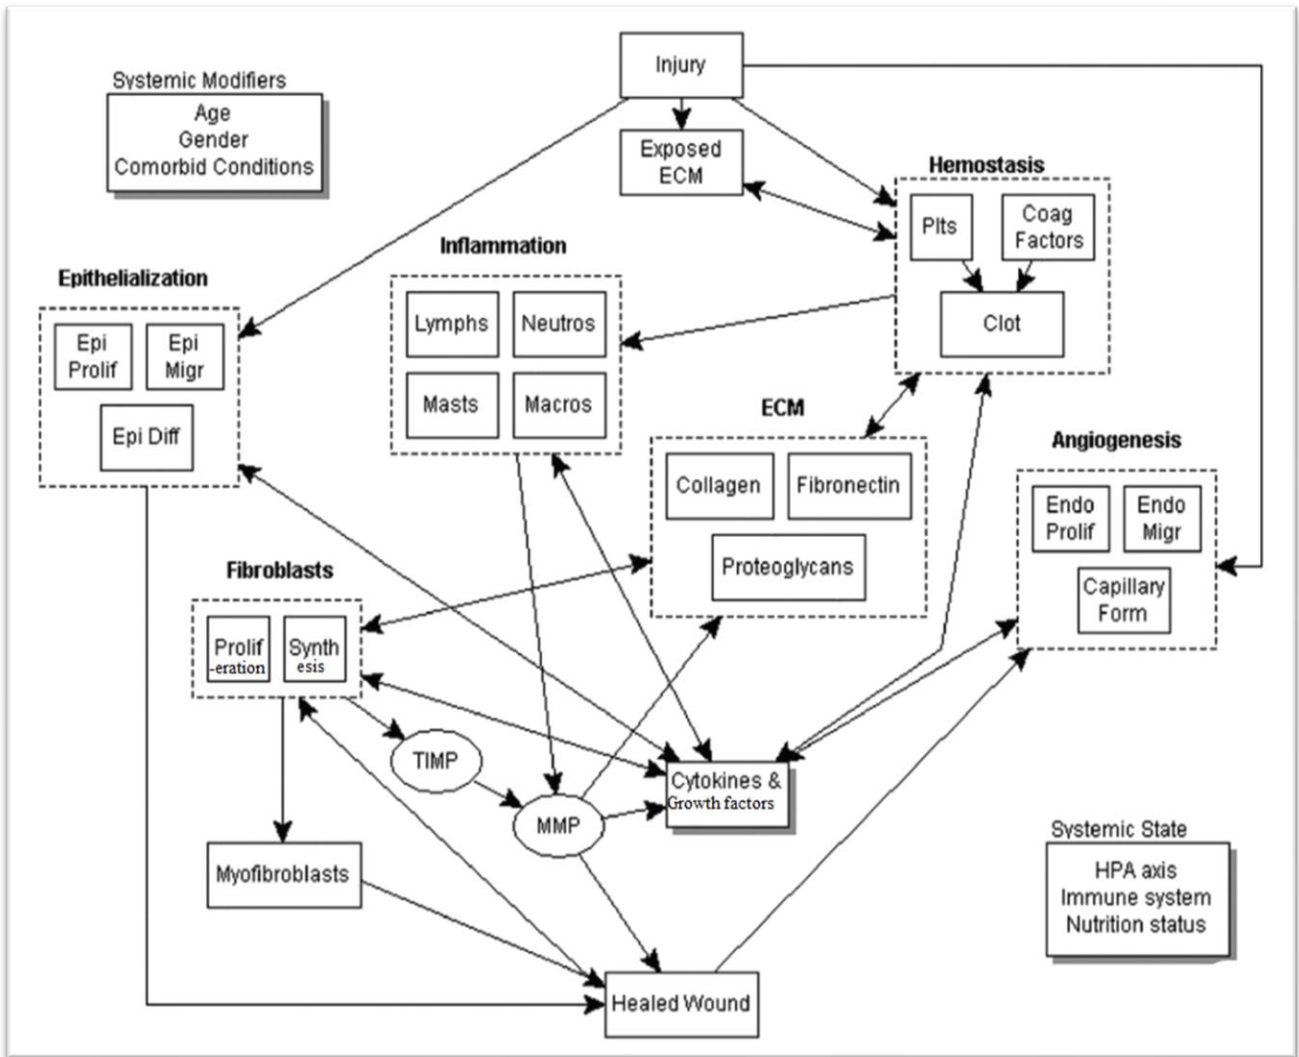 Injury
Systemic Modifiers
Age
Gender
Comorbid Conditions
Exposed
ECM
Hemostasis
Plts
Coag
Factors
Clot
Inflammation
Lymphs
Neutros
Masts
Macros
Epithelialization
Epi
Prolif
Epi
Migr
Epi Diff
ECM
Collagen
Fibronectin
Proteoglycans
Angiogenesis
Endo
Prolif
Endo
Migr
Capillary
Form
Fibroblasts
Prolif
-eration
Synth
esis
TIMP
MMP
Cytokines &
Growth factors
Myofibroblasts
Systemic State
HPA axis
Immune system
Nutrition status
Healed Wound